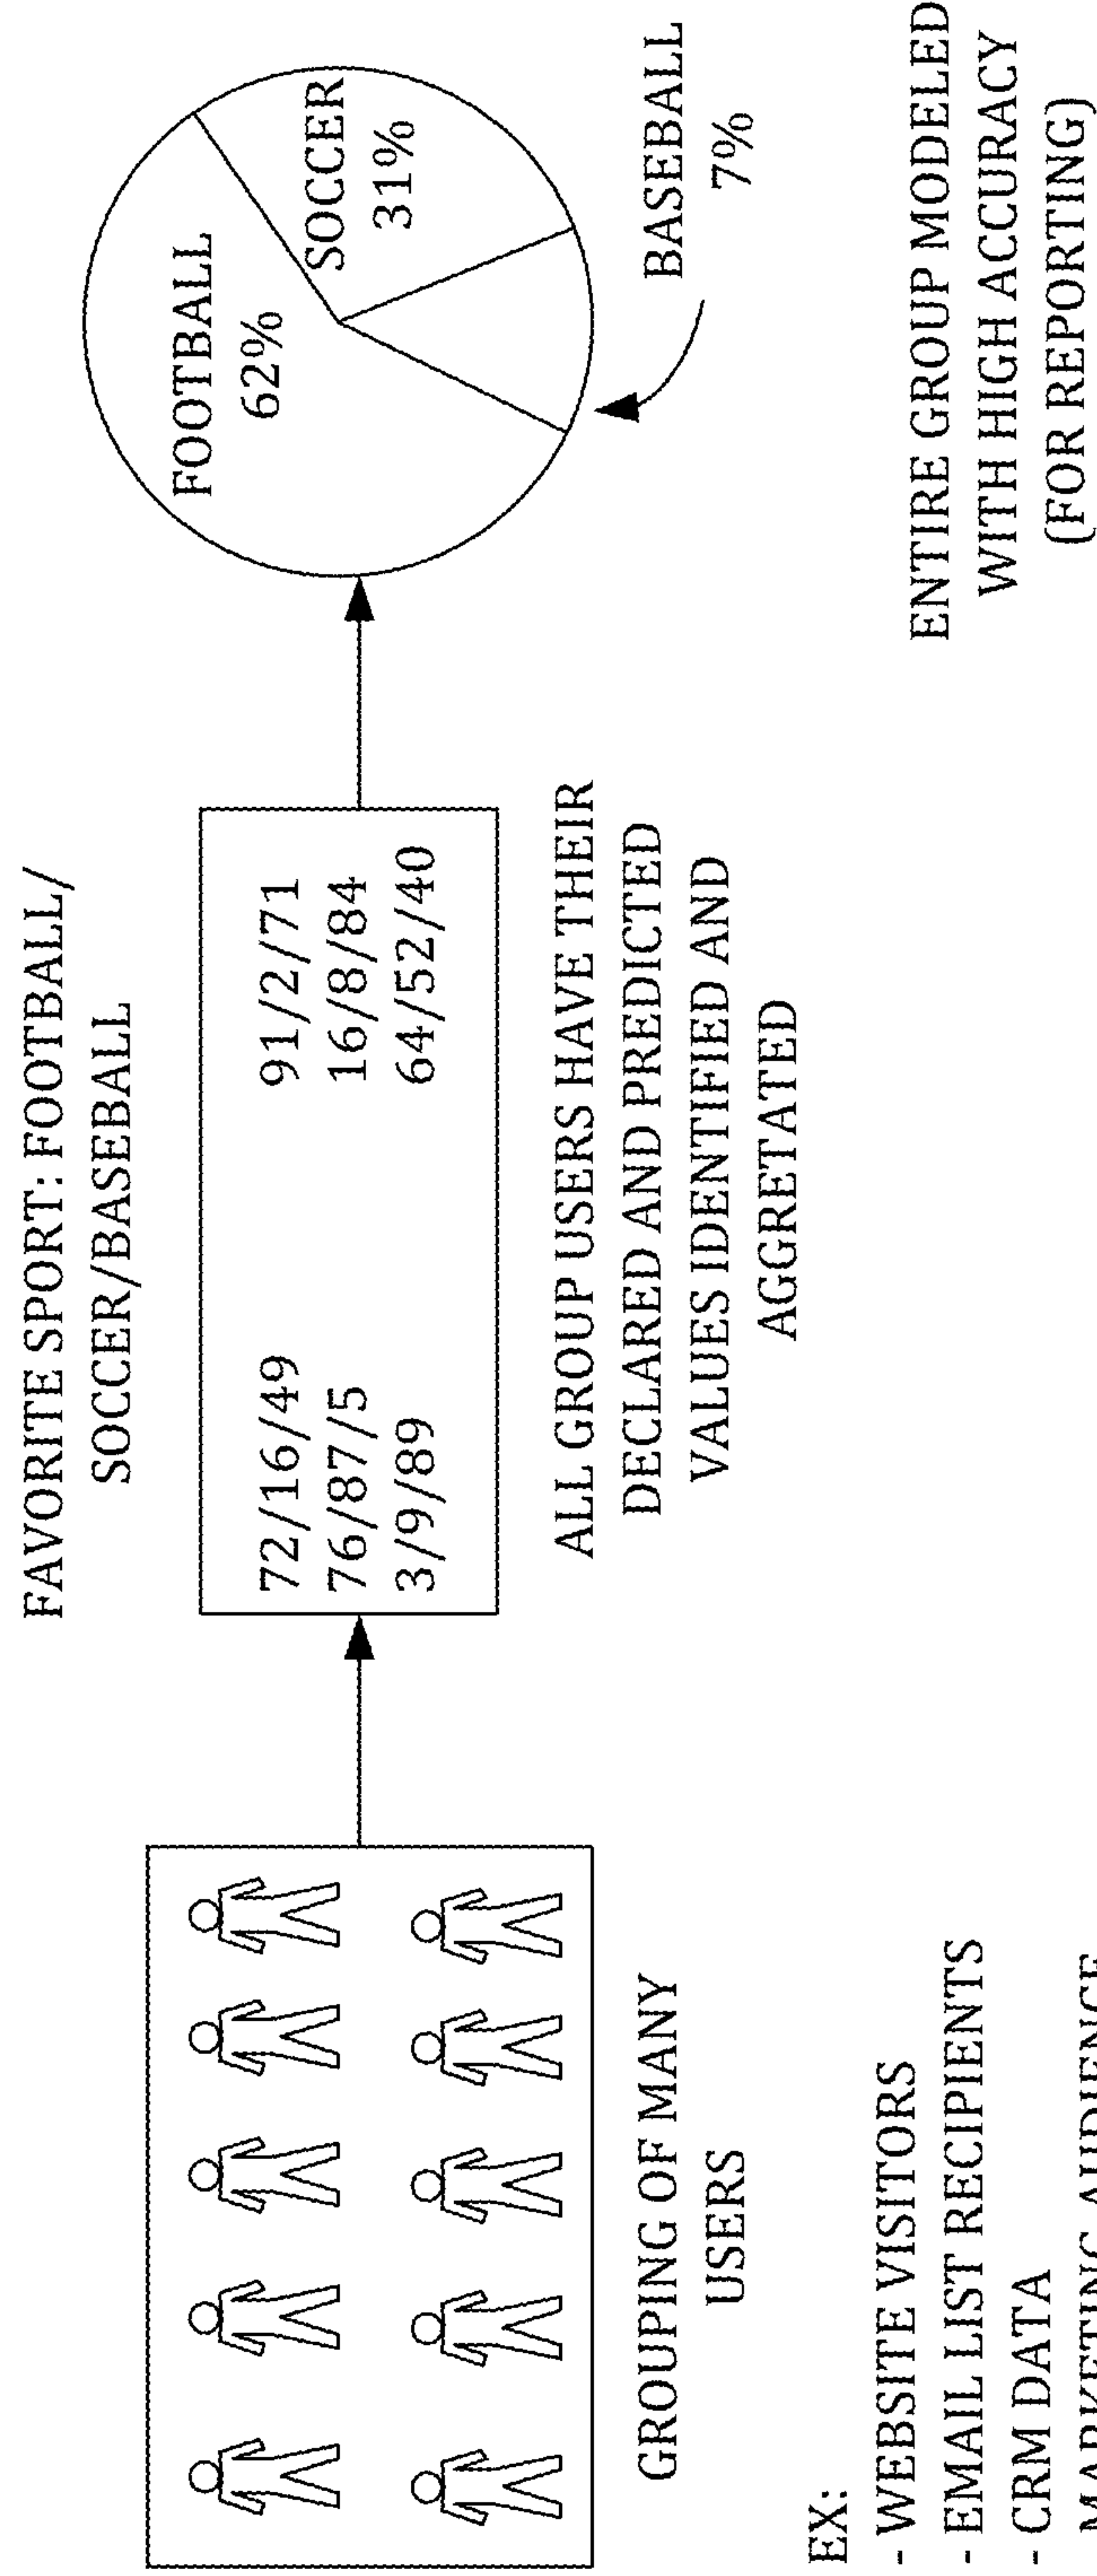 FAVORITE SPORT: FOOTBALL/
SOCCER/BASEBALL
72/16/49 91/2/71
76/87/5 16/8/84
3/9/89 64/52/40
FOOTBALL
62%
SOCCER
31%
BASEBALL
7%
GROUPING OF MANY
USERS
ALL GROUP USERS HAVE THEIR
DECLARED AND PREDICTED
VALUES IDENTIFIED AND
AGGRETATED
EX:
- WEBSITE VISITORS
- EMAIL LIST RECIPIENTS
- CRM DATA
MARKETING AUDIENCE
ENTIRE GROUP MODELED
WITH HIGH ACCURACY
(FOR REPORTING)